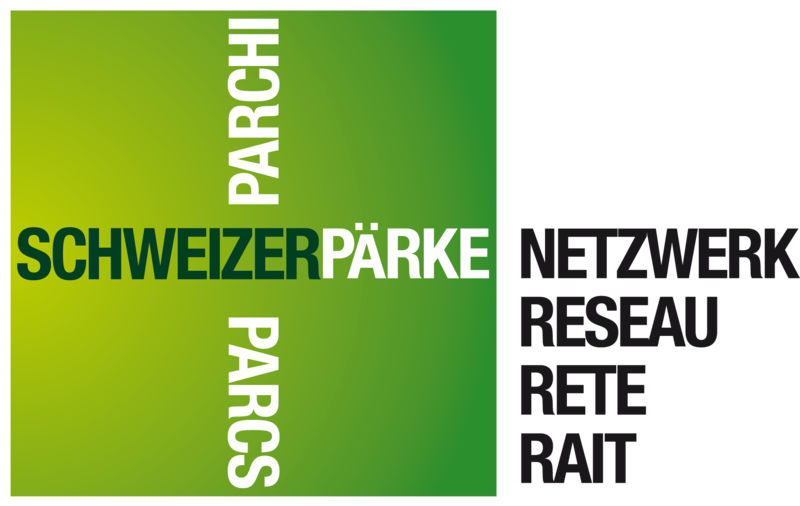 PARCHI
SCHWEIZERPÄRKE
PARCS
NETZWERK
RESEAU
RETE
RAIT